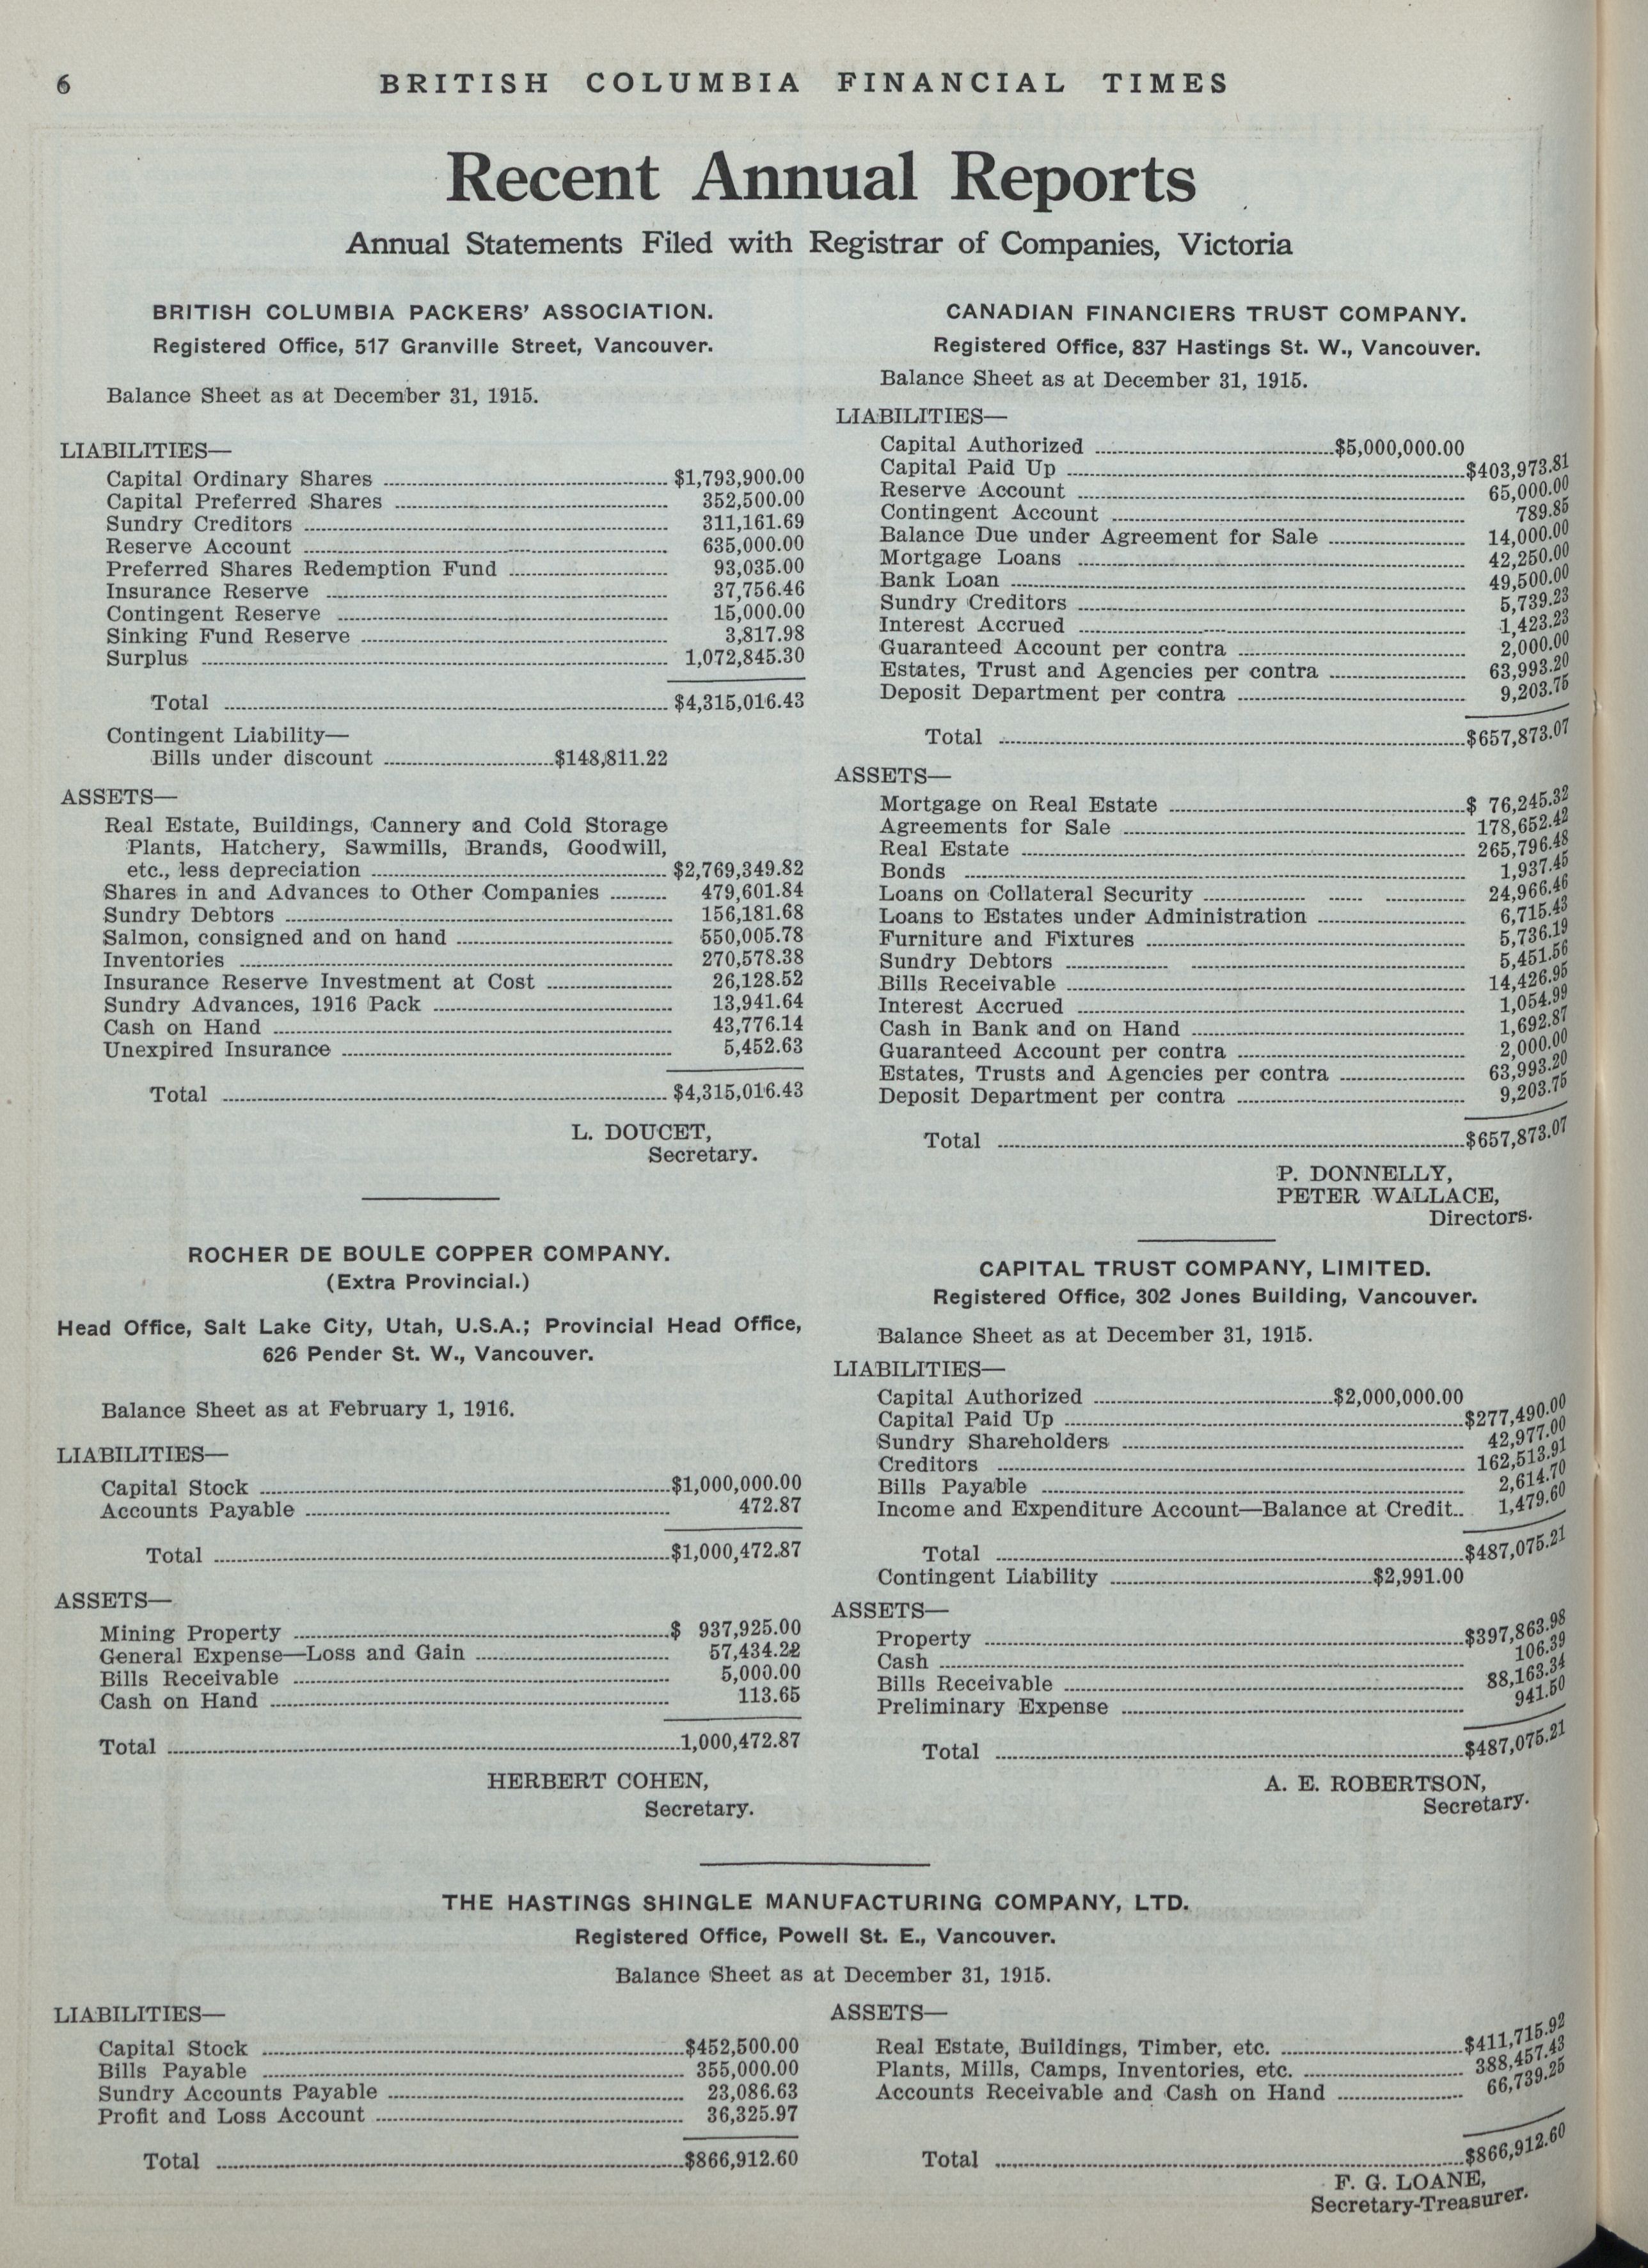 6
BRITISH COLUMBIA FINANCIAL TIMES
Recent Annual Reports
Annual Statements Filed with Registrar of Companies, Victoria
BRITISH COLUMBIA PACKERS' ASSOCIATION.
Registered Office, 517 Granville Street, Vancouver.
Balance Sheet as at December 31, 1915.
LIABILITIES—
Capital Ordinary Shares $1,793,900.00
Capital Preferred Shares 352,500.00
Sundry Creditors 311,161.69
Reserve Account 635,000.00
Preferred Shares Redemption Fund 93,035.00
Insurance Reserve 37,756.46
Contingent Reserve 15,000.00
Sinking Fund Reserve 3,817.98
Surplus 1,072,845.30
Total $4,315,016.43
Contingent Liability—
Bills under discount $148,811.22
ASSETS—
Real Estate, Buildings, Cannery and Cold Storage
Plants, Hatchery, Sawmills, Brands, Goodwill,
etc., less depreciation $2,769,349.82
Shares in and Advances to Other Companies 479,601.84
Sundry Debtors 156,181.68
Salmon, consigned and on hand 550,005.78
Inventories 270,578.38
Insurance Reserve Investment at Cost 26,128.52
Sundry Advances, 1916 Pack 13,941.64
Cash on Hand 43,776.14
Unexpired Insurance 5,452.63
Total $4,315,016.43
L. DOUCET,
Secretary.
ROCHER DE BOULE COPPER COMPANY.
(Extra Provincial.)
Head Office, Salt Lake City, Utah, U.S.A.; Provincial Head Office,
626 Pender St. W., Vancouver.
Balance Sheet as at February 1, 1916.
LIABILITIES—
Capital Stock $1,000,000.00
Accounts Payable 472.87
Total $1,000,472.87
ASSETS—
Mining Property $ 937,925.00
General Expense—Loss and Gain 57,434.22
Bills Receivable 5,000.00
Cash on Hand 113.65
Total 1,000,472.87
HERBERT COHEN,
Secretary.
CANADIAN FINANCIERS TRUST COMPANY.
Registered Office, 837 Hastings St. W., Vancouver.
Balance Sheet as at December 31, 1915.
LIABILITIES—
Capital Authorized $5,000,000.00
Capital Paid Up $403,973.81
Reserve Account 65,000.00
Contingent Account 789.85
Balance Due under Agreement for Sale 14,000.00
Mortgage Loans 42,250.00
Bank Loan 49,500.00
Sundry Creditors 5,739.23
Interest Accrued 1,423.23
Guaranteed Account per contra 2,000.00
Estates, Trust and Agencies per contra 63,993.20
Deposit Department per contra 9,203.75
Total $657,873.07
ASSETS—
Mortgage on Real Estate $ 76,245.32
Agreements for Sale 178,652.42
Real Estate 265,796.48
Bonds 1,937.45
Loans on Collateral Security 24,966.46
Loans to Estates under Administration 6,715.43
Furniture and Fixtures 5,736.19
Sundry Debtors 5,451.56
Bills Receivable 14,426.95
Interest Accrued 1,054.99
Cash in Bank and on Hand 1,692.87
Guaranteed Account per contra 2,000.00
Estates, Trusts and Agencies per contra 63,993.20
Deposit Department per contra 9,203.75
Total $657,873.07
P. DONNELLY,
PETER WALLACE,
Directors.
CAPITAL TRUST COMPANY, LIMITED.
Registered Office, 302 Jones Building, Vancouver.
Balance Sheet as at December 31, 1915.
LIABILITIES—
Capital Authorized $2,000,000.00
Capital Paid Up $277,490.00
Sundry Shareholders 42,977.00
Creditors 162,513.91
Bills Payable 2,614.70
Income and Expenditure Account—Balance at Credit.. 1,479.60
Total $487,075.21
Contingent Liability $2,991.00
ASSETS—
Property $397,863.98
Cash 106.39
Bills Receivable 88,163.34
Preliminary Expense 941.50
Total $487,075.21
A. E. ROBERTSON,
Secretary.
THE HASTINGS SHINGLE MANUFACTURING COMPANY, LTD.
Registered Office, Powell St. E., Vancouver.
Balance Sheet as at December 31, 1915.
LIABILITIES—
Capital Stock $452,500.00
Bills Payable 355,000.00
Sundry Accounts Payable 23,086.63
Profit and Loss Account 36,325.97
Total $866,912.60
ASSETS—
Real Estate, Buildings, Timber, etc. $411,715.92
Plants, Mills, Camps, Inventories, etc. 388,457.43
Accounts Receivable and Cash on Hand 66,739.25
Total $866,912.60
F. G. LOANE,
Secretary-Treasurer.